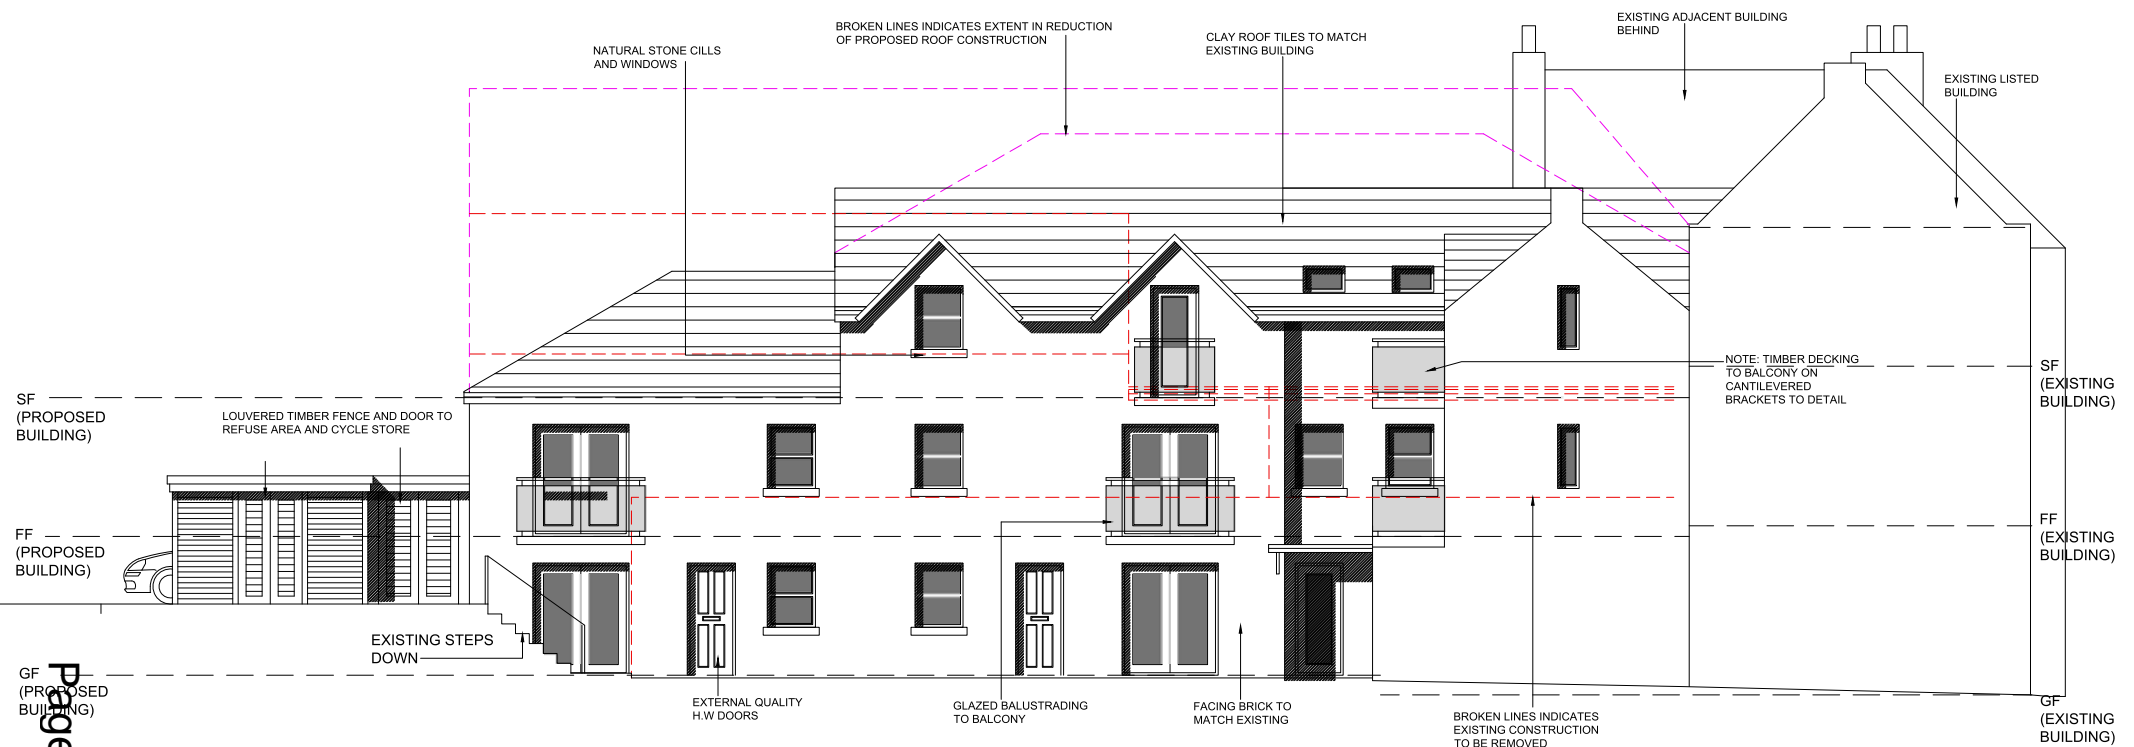 EXISTING ADJACENT BUILDING
BEHIND
BROKEN LINES INDICATES EXTENT IN REDUCTION
OF PROPOSED ROOF CONSTRUCTION
CLAY ROOF TILES TO MATCH
EXISTING BUILDING
NATURAL STONE CILLS
AND WINDOWS
EXISTING LISTED
BUILDING
NOTE: TIMBER DECKING
TO BALCONY ON
CANTILEVERED
BRACKETS TO DETAIL
SF
(EXISTING
BUILDING)
SF
(PROPOSED
BUILDING)
LOUVERED TIMBER FENCE AND DOOR TO
REFUSE AREA AND CYCLE STORE
FF
(PROPOSED
BUILDING)
FF
(EXISTING
BUILDING)
EXISTING STEPS
DOWN
GF
(PROPOSED
BUILDING)
Page
EXTERNAL QUALITY
H.W DOORS
GLAZED BALUSTRADING
TO BALCONY
FACING BRICK TO
MATCH EXISTING
BROKEN LINES INDICATES
EXISTING CONSTRUCTION
TO BE REMOVED
GF
(EXISTING
BUILDING)